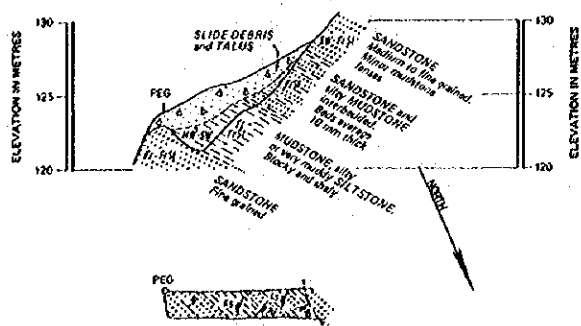 130
125
120
ELEVATION IN METRES
SLIDE DEBRIS
and TALUS
PEG
SANDSTONE
Medium to fine grained.
Minor mudstone
lenses
SANDSTONE and
silty MUDSTONE
Interbedded.
Beds average
10 mm thick
MUDSTONE, silty
or very muddy SILTSTONE.
Blocky and shaly
SANDSTONE
Fine grained
130
125
120
ELEVATION IN METRES
NORTH
PEG